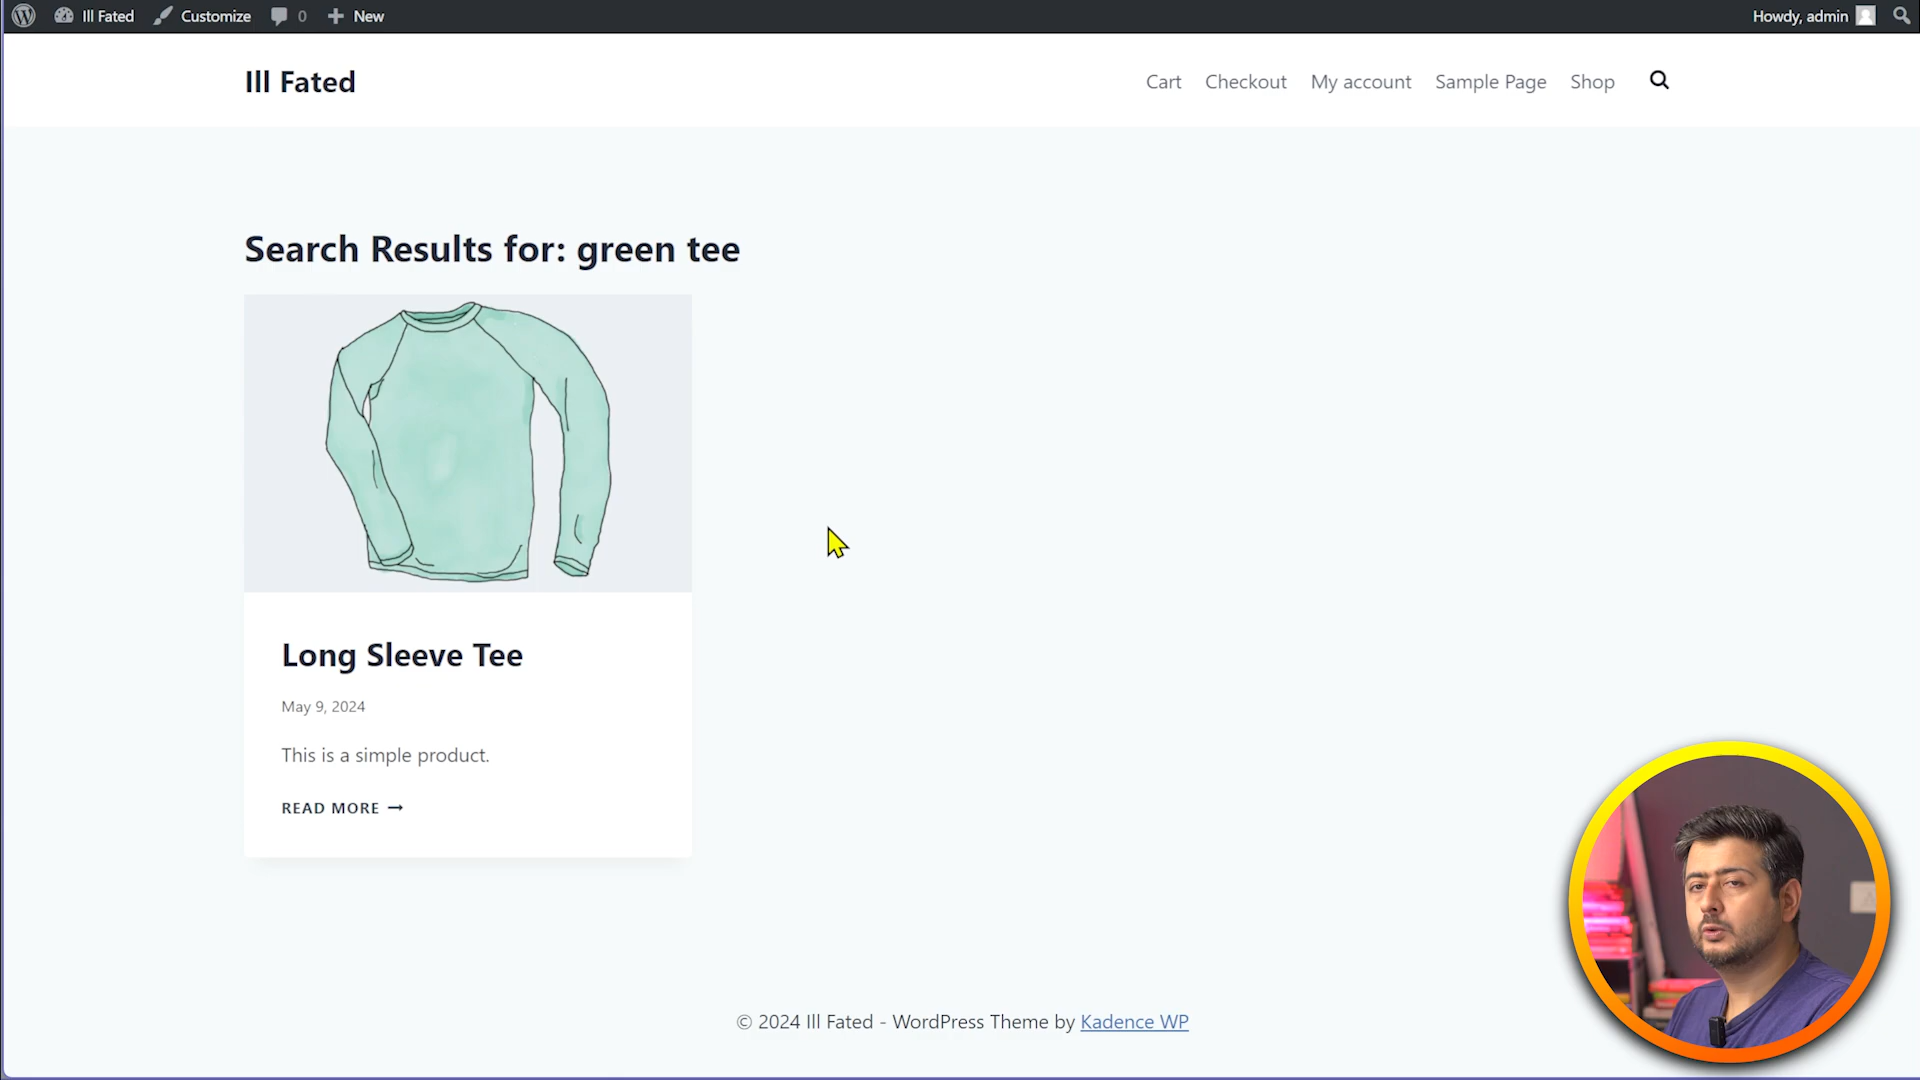 Ill Fated
Customize
0
New
Howdy, admin
Ill Fated
Cart
Checkout
My account
Sample Page
Shop
Search Results for: green tee
Long Sleeve Tee
May 9, 2024
This is a simple product.
READ MORE →
© 2024 Ill Fated - WordPress Theme by Kadence WP